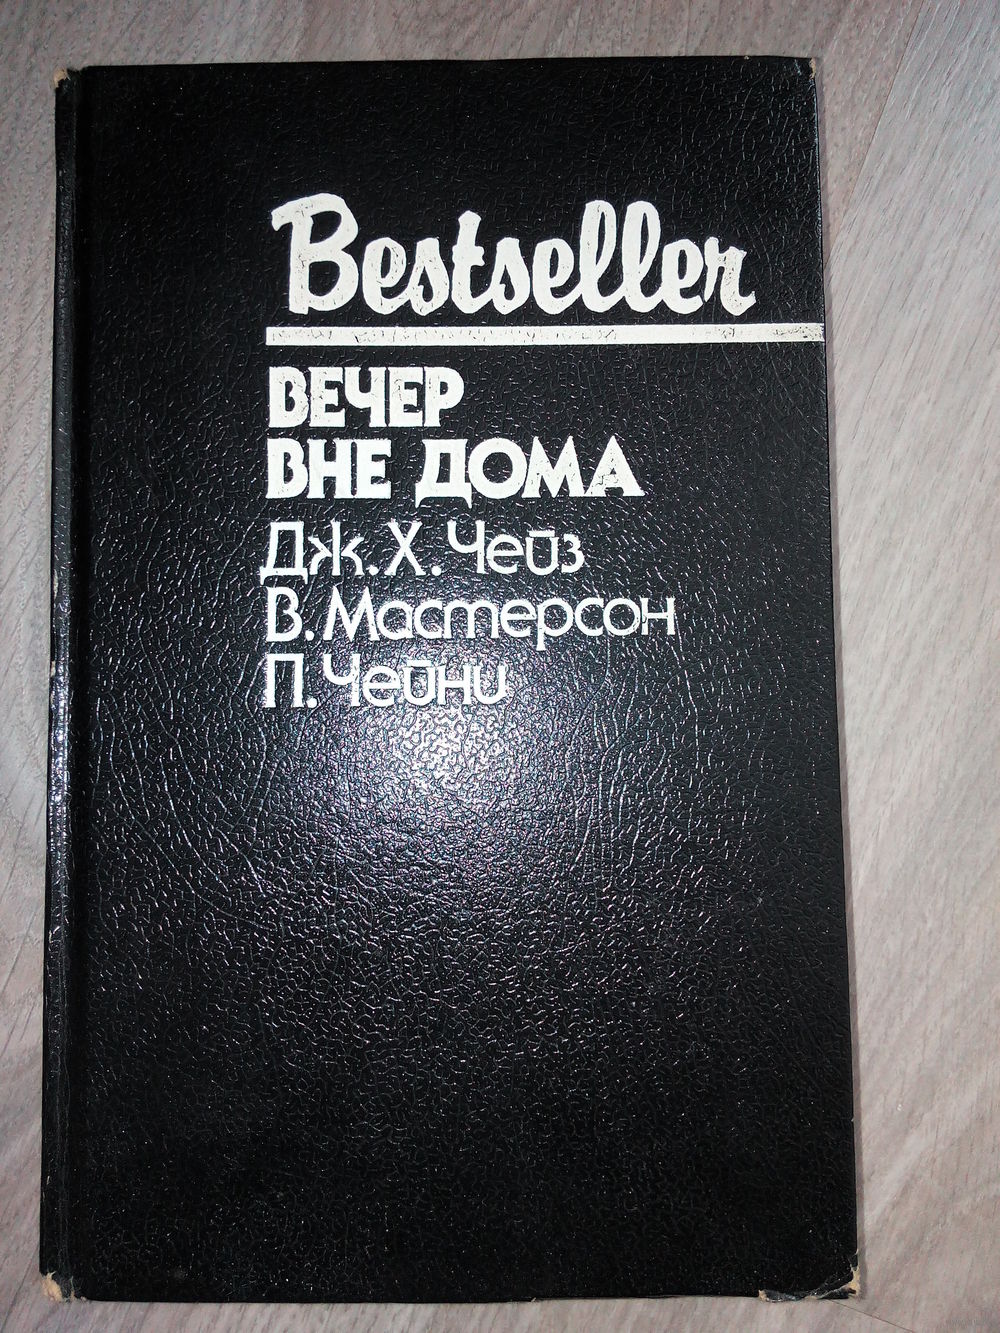 Bestseller
ВЕЧЕР
ВНЕ ДОМА
Дж. Х. Чейз
В. Мастерсон
П. Чейни